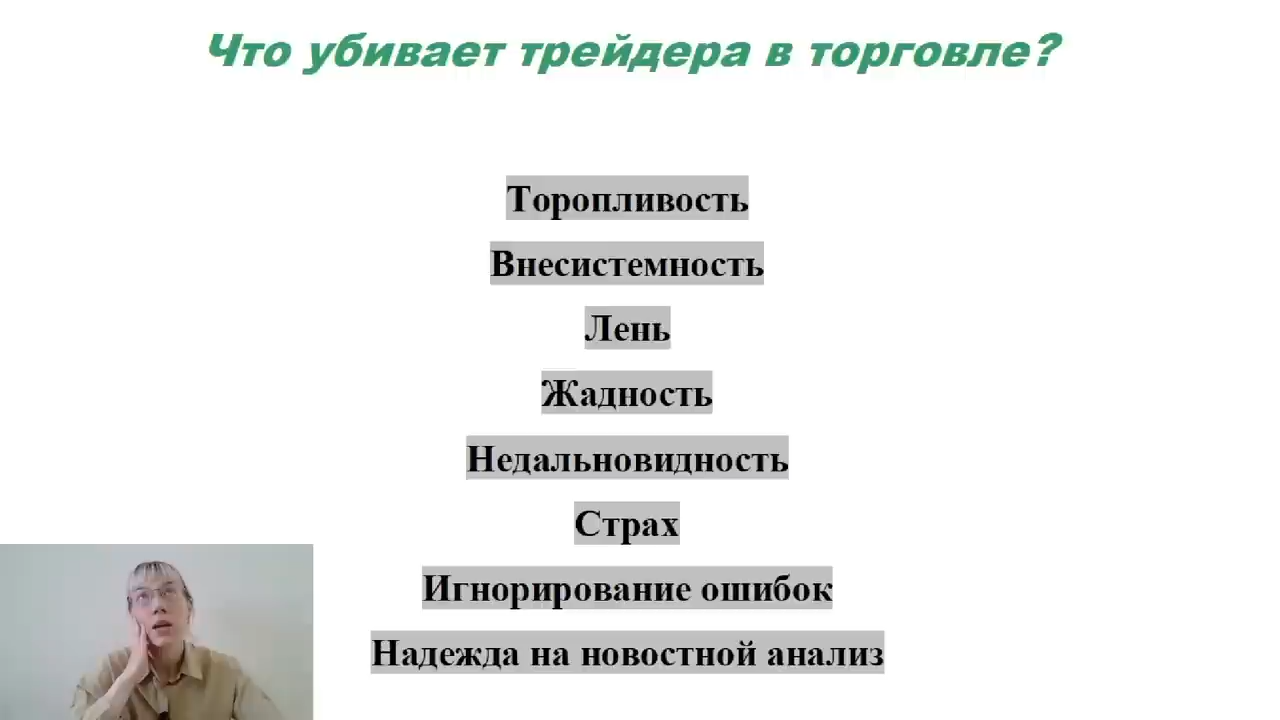 Что убивает трейдера в торговле?
Торопливость
Внесистемность
Лень
Жадность
Недальновидность
Страх
Игнорирование ошибок
Надежда на новостной анализ